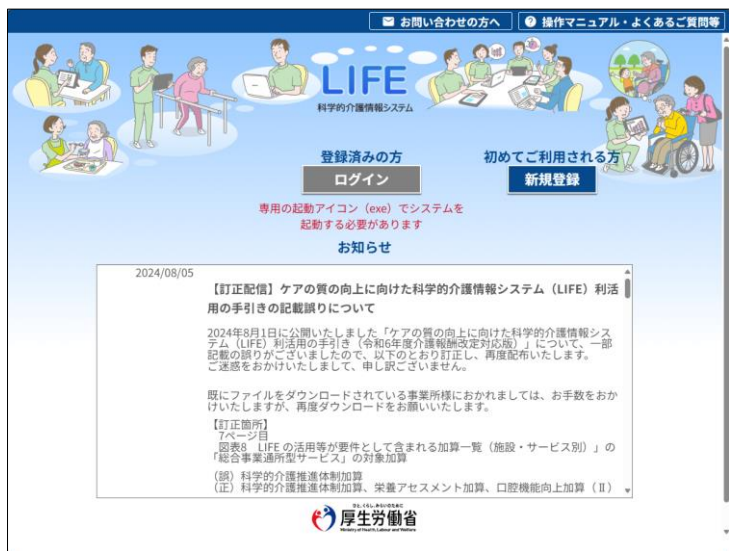 お問い合わせの方へ
操作マニュアル・よくあるご質問等
LIFE
科学的介護情報システム
登録済みの方
ログイン
初めてご利用される方
新規登録
専用の起動アイコン（exe）でシステムを
起動する必要があります
お知らせ
2024/08/05
【訂正配信】ケアの質の向上に向けた科学的介護情報システム（LIFE）利活
用の手引きの記載誤りについて
2024年8月1日に公開いたしました「ケアの質の向上に向けた科学的介護情報シス
テム（LIFE）利活用の手引き（令和6年度介護報酬改定対応版）」について、一部
記載の誤りがございましたので、以下のとおり訂正し、再度配布いたします。
ご迷惑をおかけいたしまして、申し訳ございません。
既にファイルをダウンロードされている事業所様におかれましては、お手数をおか
けいたしますが、再度ダウンロードをお願いいたします。
【訂正箇所】
7ページ目
図表8　LIFE の活用等が要件として含まれる加算一覧（施設・サービス別）」の
「総合事業通所型サービス」の対象加算
（誤）科学的介護推進体制加算
（正）科学的介護推進体制加算、栄養アセスメント加算、口腔機能向上加算（Ⅱ）
ひと、くらし、みらいのために
厚生労働省
Ministry of Health, Labour and Welfare